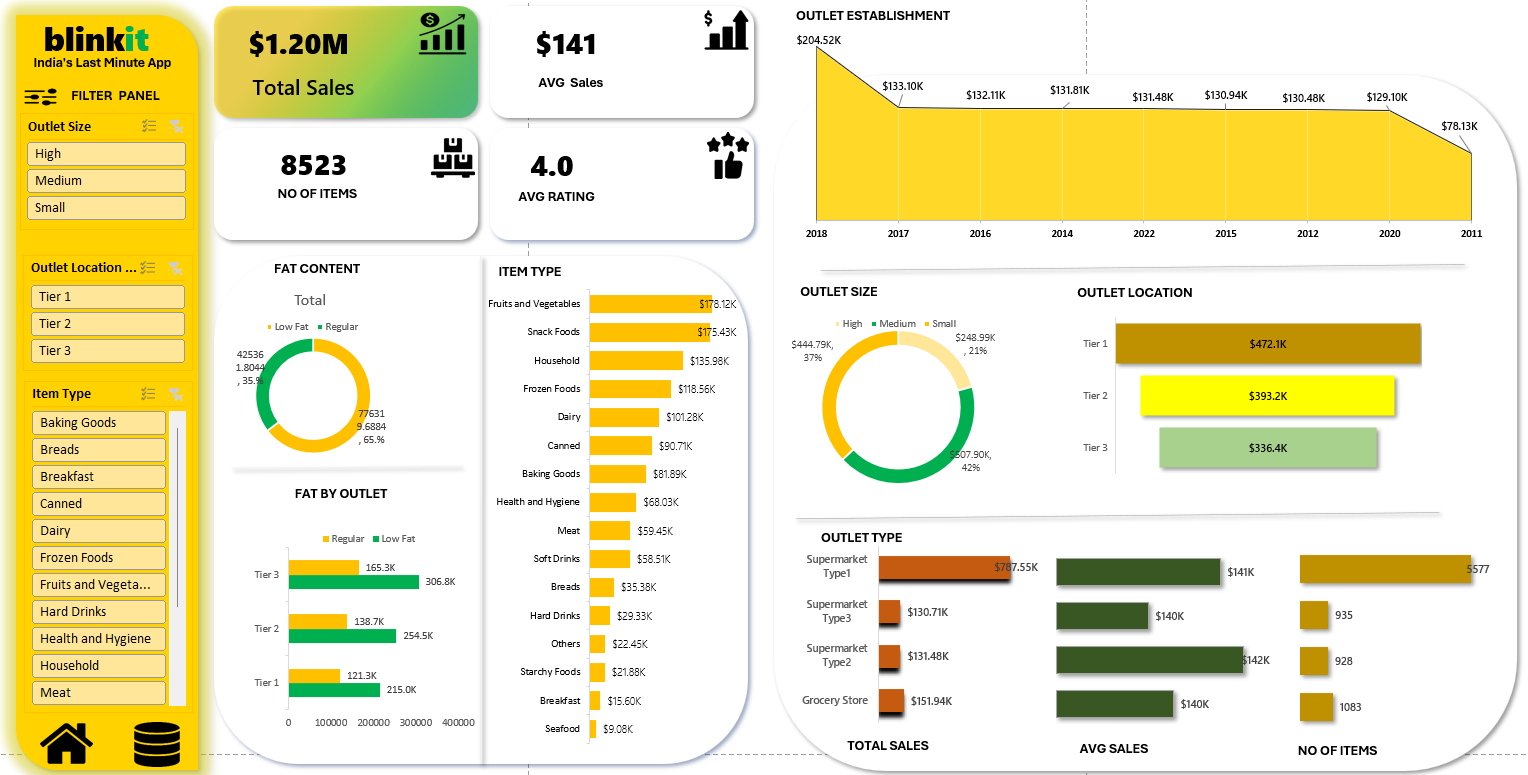 blinkit
India's Last Minute App
FILTER PANEL
Outlet Size
High
Medium
Small
Outlet Location ...
Tier 1
Tier 2
Tier 3
Item Type
Baking Goods
Breads
Breakfast
Canned
Dairy
Frozen Foods
Fruits and Vegeta...
Hard Drinks
Health and Hygiene
Household
Meat
$1.20M
Total Sales
$141
AVG Sales
8523
NO OF ITEMS
4.0
AVG RATING
FAT CONTENT
Total
Low Fat Regular
42536
1.8044
, 35.%
77631
9.6884
, 65.%
FAT BY OUTLET
Regular Low Fat
Tier 3 165.3K
306.8K
Tier 2 138.7K
254.5K
Tier 1 121.3K
215.0K
0 100000 200000 300000 400000
ITEM TYPE
Fruits and Vegetables $178.12K
Snack Foods $175.43K
Household $135.98K
Frozen Foods $118.56K
Dairy $101.28K
Canned $90.71K
Baking Goods $81.89K
Health and Hygiene $68.03K
Meat $59.45K
Soft Drinks $58.51K
Breads $35.38K
Hard Drinks $29.33K
Others $22.45K
Starchy Foods $21.88K
Breakfast $15.60K
Seafood $9.08K
OUTLET ESTABLISHMENT
$204.52K $133.10K $132.11K $131.81K $131.48K $130.94K $130.48K $129.10K $78.13K
2018 2017 2016 2014 2022 2015 2012 2020 2011
OUTLET SIZE
High Medium Small
$444.79K,
37%
$248.99K
, 21%
$507.90K,
42%
OUTLET LOCATION
Tier 1 $472.1K
Tier 2 $393.2K
Tier 3 $336.4K
OUTLET TYPE
Supermarket
Type1
$787.55K $141K 5577
Supermarket
Type3
$130.71K $140K 935
Supermarket
Type2
$131.48K $142K 928
Grocery Store $151.94K $140K 1083
TOTAL SALES AVG SALES NO OF ITEMS